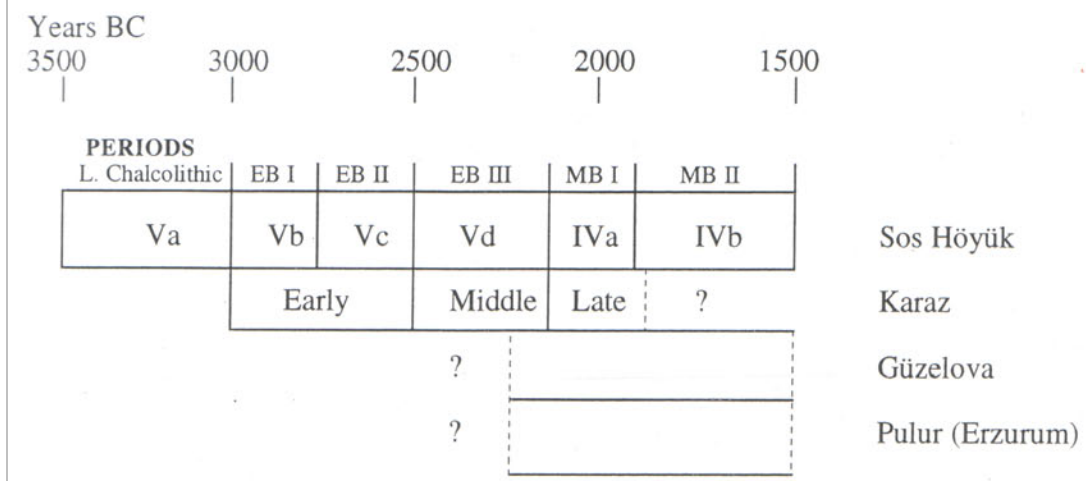 Years BC
3500 3000 2500 2000 1500
PERIODS
L. Chalcolithic EB I EB II EB III MB I MB II
Va Vb Vc Vd IVa IVb Sos Höyük
Early Middle Late ? Karaz
? Güzelova
? Pulur (Erzurum)